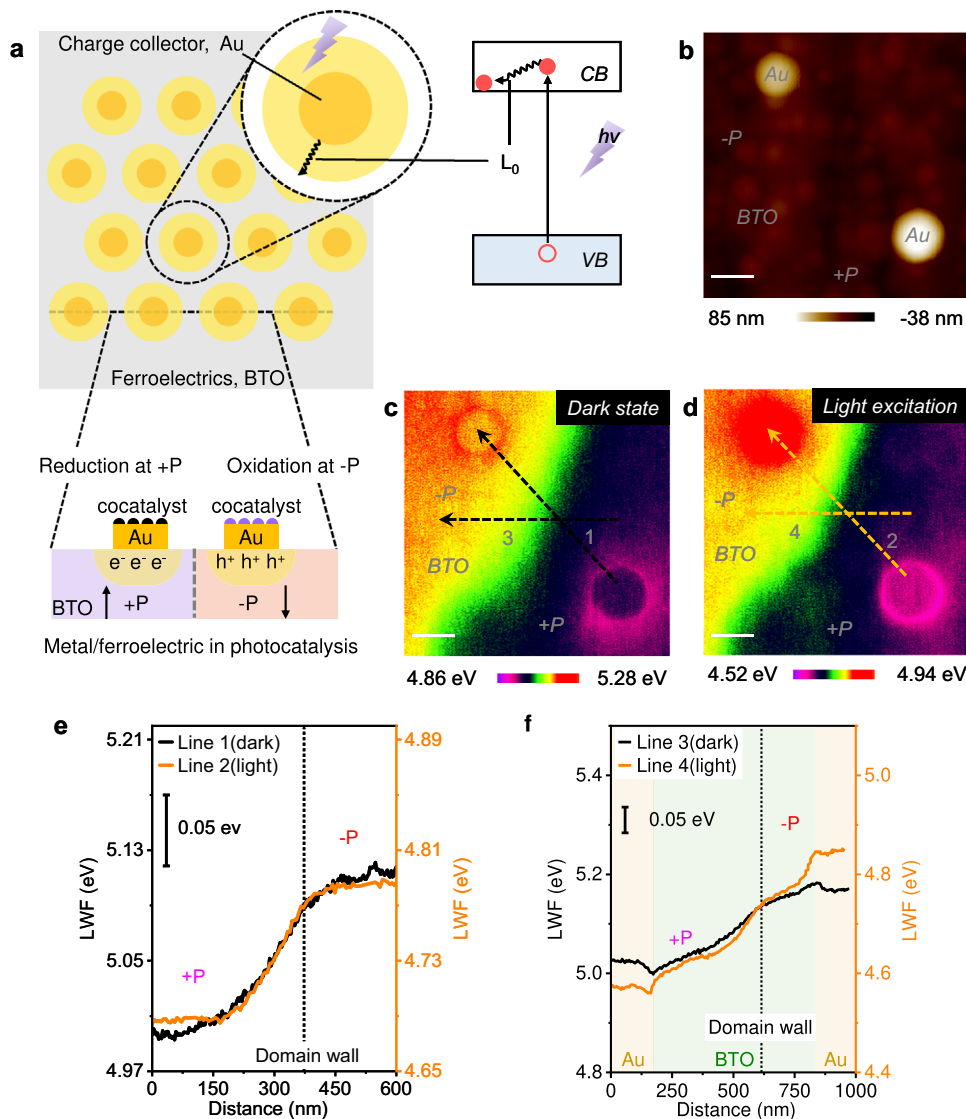 a
Charge collector, Au
CB
hv
L0
VB
Ferroelectrics, BTO
Reduction at +P
Oxidation at -P
cocatalyst
cocatalyst
Au
Au
e- e- e-
h+ h+ h+
BTO
+P
-P
Metal/ferroelectric in photocatalysis
b
Au
-P
BTO
Au
+P
85 nm
-38 nm
c
Dark state
-P
3
1
BTO
+P
4.86 eV
5.28 eV
d
Light excitation
-P
4
2
BTO
+P
4.52 eV
4.94 eV
e
Line 1(dark)
Line 2(light)
0.05 ev
-P
+P
Domain wall
5.21
5.13
5.05
4.97
LWF (eV)
4.89
4.81
4.73
4.65
LWF (eV)
0
150
300
450
600
Distance (nm)
f
Line 3(dark)
Line 4(light)
0.05 eV
-P
+P
Domain wall
Au
BTO
Au
5.4
5.2
5.0
4.8
LWF (eV)
5.0
4.8
4.6
4.4
LWF (eV)
0
250
500
750
1000
Distance (nm)